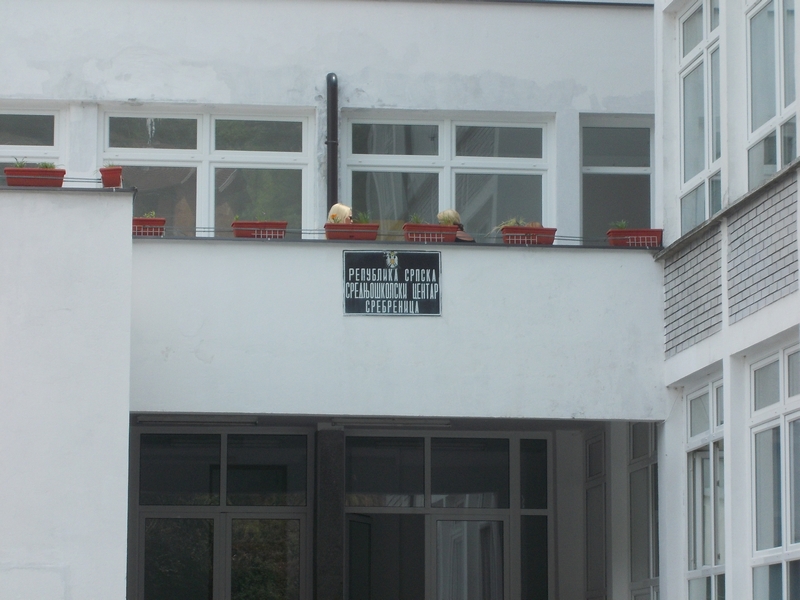 РЕПУБЛИКА СРПСКА
СРЕДЊОШКОЛСКИ ЦЕНТАР
СРЕБРЕНИЦА